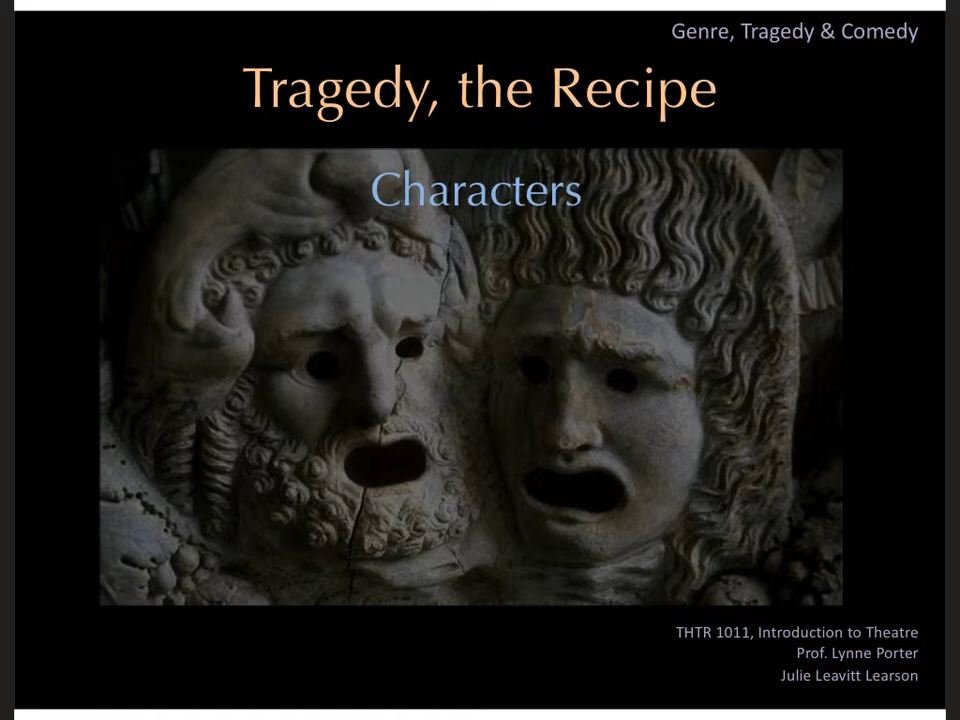 Genre, Tragedy & Comedy
Tragedy, the Recipe
Characters
THTR 1011, Introduction to Theatre
Prof. Lynne Porter
Julie Leavitt Learson